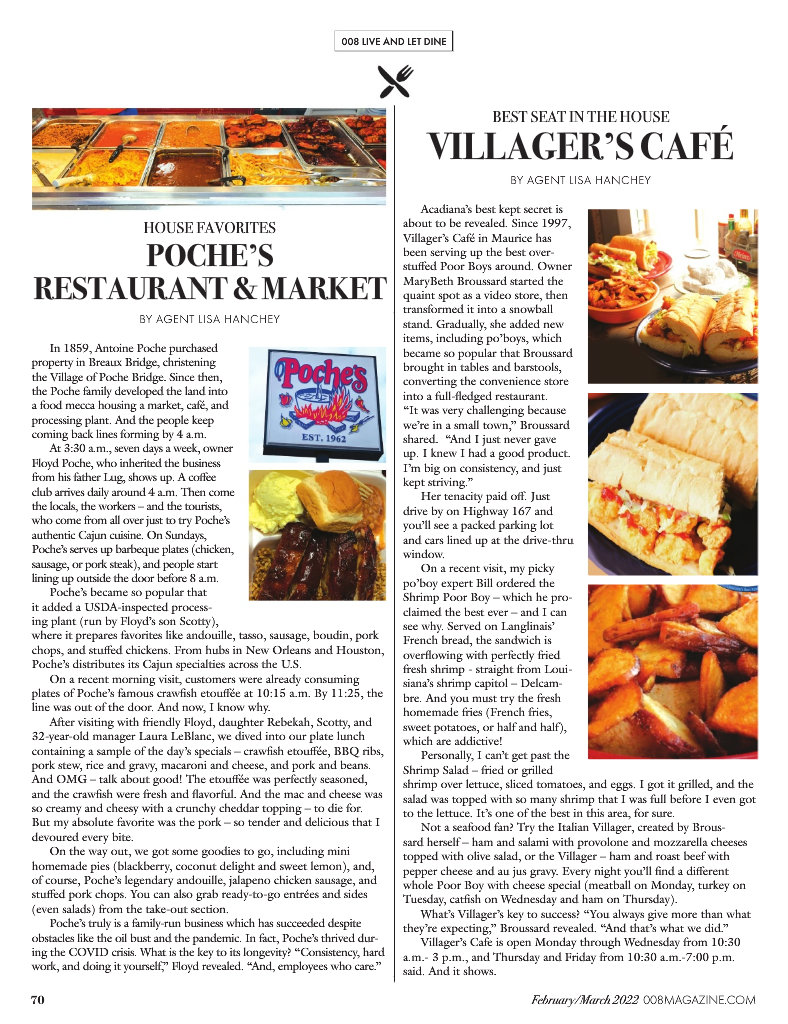 008 LIVE AND LET DINE
HOUSE FAVORITES
POCHE'S
RESTAURANT & MARKET
BY AGENT LISA HANCHEY
In 1859, Antoine Poche purchased
property in Breaux Bridge, christening
the Village of Poche Bridge. Since then,
the Poche family developed the land into
a food mecca housing a market, café, and
processing plant. And the people keep
coming back lines forming by 4 a.m.
At 3:30 a.m., seven days a week, owner
Floyd Poche, who inherited the business
from his father Lug, shows up. A coffee
club arrives daily around 4 a.m. Then come
the locals, the workers – and the tourists,
who come from all over just to try Poche's
authentic Cajun cuisine. On Sundays,
Poche's serves up barbeque plates (chicken,
sausage, or pork steak), and people start
lining up outside the door before 8 a.m.
Poche's became so popular that
it added a USDA-inspected process-
ing plant (run by Floyd's son Scotty),
where it prepares favorites like andouille, tasso, sausage, boudin, pork
chops, and stuffed chickens. From hubs in New Orleans and Houston,
Poche's distributes its Cajun specialties across the U.S.
On a recent morning visit, customers were already consuming
plates of Poche's famous crawfish etouffée at 10:15 a.m. By 11:25, the
line was out of the door. And now, I know why.
After visiting with friendly Floyd, daughter Rebekah, Scotty, and
32-year-old manager Laura LeBlanc, we dived into our plate lunch
containing a sample of the day's specials – crawfish etouffée, BBQ ribs,
pork stew, rice and gravy, macaroni and cheese, and pork and beans.
And OMG – talk about good! The etouffée was perfectly seasoned,
and the crawfish were fresh and flavorful. And the mac and cheese was
so creamy and cheesy with a crunchy cheddar topping – to die for.
But my absolute favorite was the pork – so tender and delicious that I
devoured every bite.
On the way out, we got some goodies to go, including mini
homemade pies (blackberry, coconut delight and sweet lemon), and,
of course, Poche's legendary andouille, jalapeno chicken sausage, and
stuffed pork chops. You can also grab ready-to-go entrées and sides
(even salads) from the take-out section.
Poche's truly is a family-run business which has succeeded despite
obstacles like the oil bust and the pandemic. In fact, Poche's thrived dur-
ing the COVID crisis. What is the key to its longevity? "Consistency, hard
work, and doing it yourself," Floyd revealed. "And, employees who care."
Poche's
EST. 1962
BEST SEAT IN THE HOUSE
VILLAGER'S CAFÉ
BY AGENT LISA HANCHEY
Acadiana's best kept secret is
about to be revealed. Since 1997,
Villager's Café in Maurice has
been serving up the best over-
stuffed Poor Boys around. Owner
MaryBeth Broussard started the
quaint spot as a video store, then
transformed it into a snowball
stand. Gradually, she added new
items, including po'boys, which
became so popular that Broussard
brought in tables and barstools,
converting the convenience store
into a full-fledged restaurant.
"It was very challenging because
we're in a small town," Broussard
shared. "And I just never gave
up. I knew I had a good product.
I'm big on consistency, and just
kept striving."
Her tenacity paid off. Just
drive by on Highway 167 and
you'll see a packed parking lot
and cars lined up at the drive-thru
window.
On a recent visit, my picky
po'boy expert Bill ordered the
Shrimp Poor Boy – which he pro-
claimed the best ever – and I can
see why. Served on Langlinais'
French bread, the sandwich is
overflowing with perfectly fried
fresh shrimp - straight from Loui-
siana's shrimp capitol – Delcam-
bre. And you must try the fresh
homemade fries (French fries,
sweet potatoes, or half and half),
which are addictive!
Personally, I can't get past the
Shrimp Salad – fried or grilled
shrimp over lettuce, sliced tomatoes, and eggs. I got it grilled, and the
salad was topped with so many shrimp that I was full before I even got
to the lettuce. It's one of the best in this area, for sure.
Not a seafood fan? Try the Italian Villager, created by Brous-
sard herself – ham and salami with provolone and mozzarella cheeses
topped with olive salad, or the Villager – ham and roast beef with
pepper cheese and au jus gravy. Every night you'll find a different
whole Poor Boy with cheese special (meatball on Monday, turkey on
Tuesday, catfish on Wednesday and ham on Thursday).
What's Villager's key to success? "You always give more than what
they're expecting," Broussard revealed. "And that's what we did."
Villager's Cafe is open Monday through Wednesday from 10:30
a.m.- 3 p.m., and Thursday and Friday from 10:30 a.m.-7:00 p.m.
said. And it shows.
Heinz
70
February/March 2022 008MAGAZINE.COM